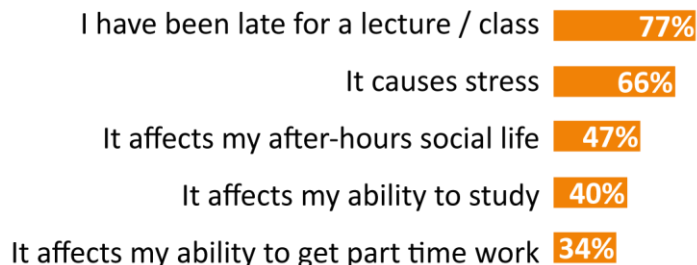 I have been late for a lecture / class 77%
It causes stress 66%
It affects my after-hours social life 47%
It affects my ability to study 40%
It affects my ability to get part time work 34%